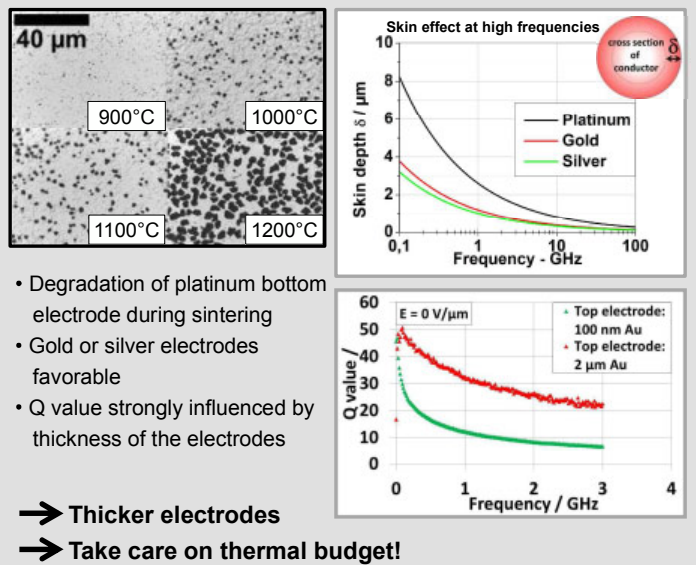 40 µm
900°C
1000°C
1100°C
1200°C
Skin effect at high frequencies
cross section
of
conductor
δ
Skin depth δ / µm
10
8
6
4
2
0
Platinum
Gold
Silver
0,1
1
10
100
Frequency - GHz
• Degradation of platinum bottom
electrode during sintering
• Gold or silver electrodes
favorable
• Q value strongly influenced by
thickness of the electrodes
E = 0 V/µm
Top electrode:
100 nm Au
Top electrode:
2 µm Au
Q value /
60
50
40
30
20
10
0
0
1
2
3
4
Frequency / GHz
Thicker electrodes
Take care on thermal budget!